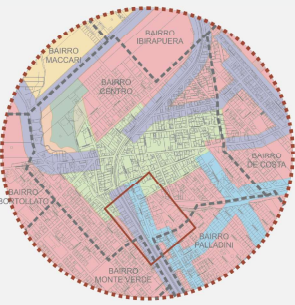 BAIRRO
IBIRAPUERA
BAIRRO
MACCARI
BAIRRO
CENTRO
BAIRRO
DE COSTA
BAIRRO
BORTOLLATO
BAIRRO
PALLADINI
BAIRRO
MONTE VERDE